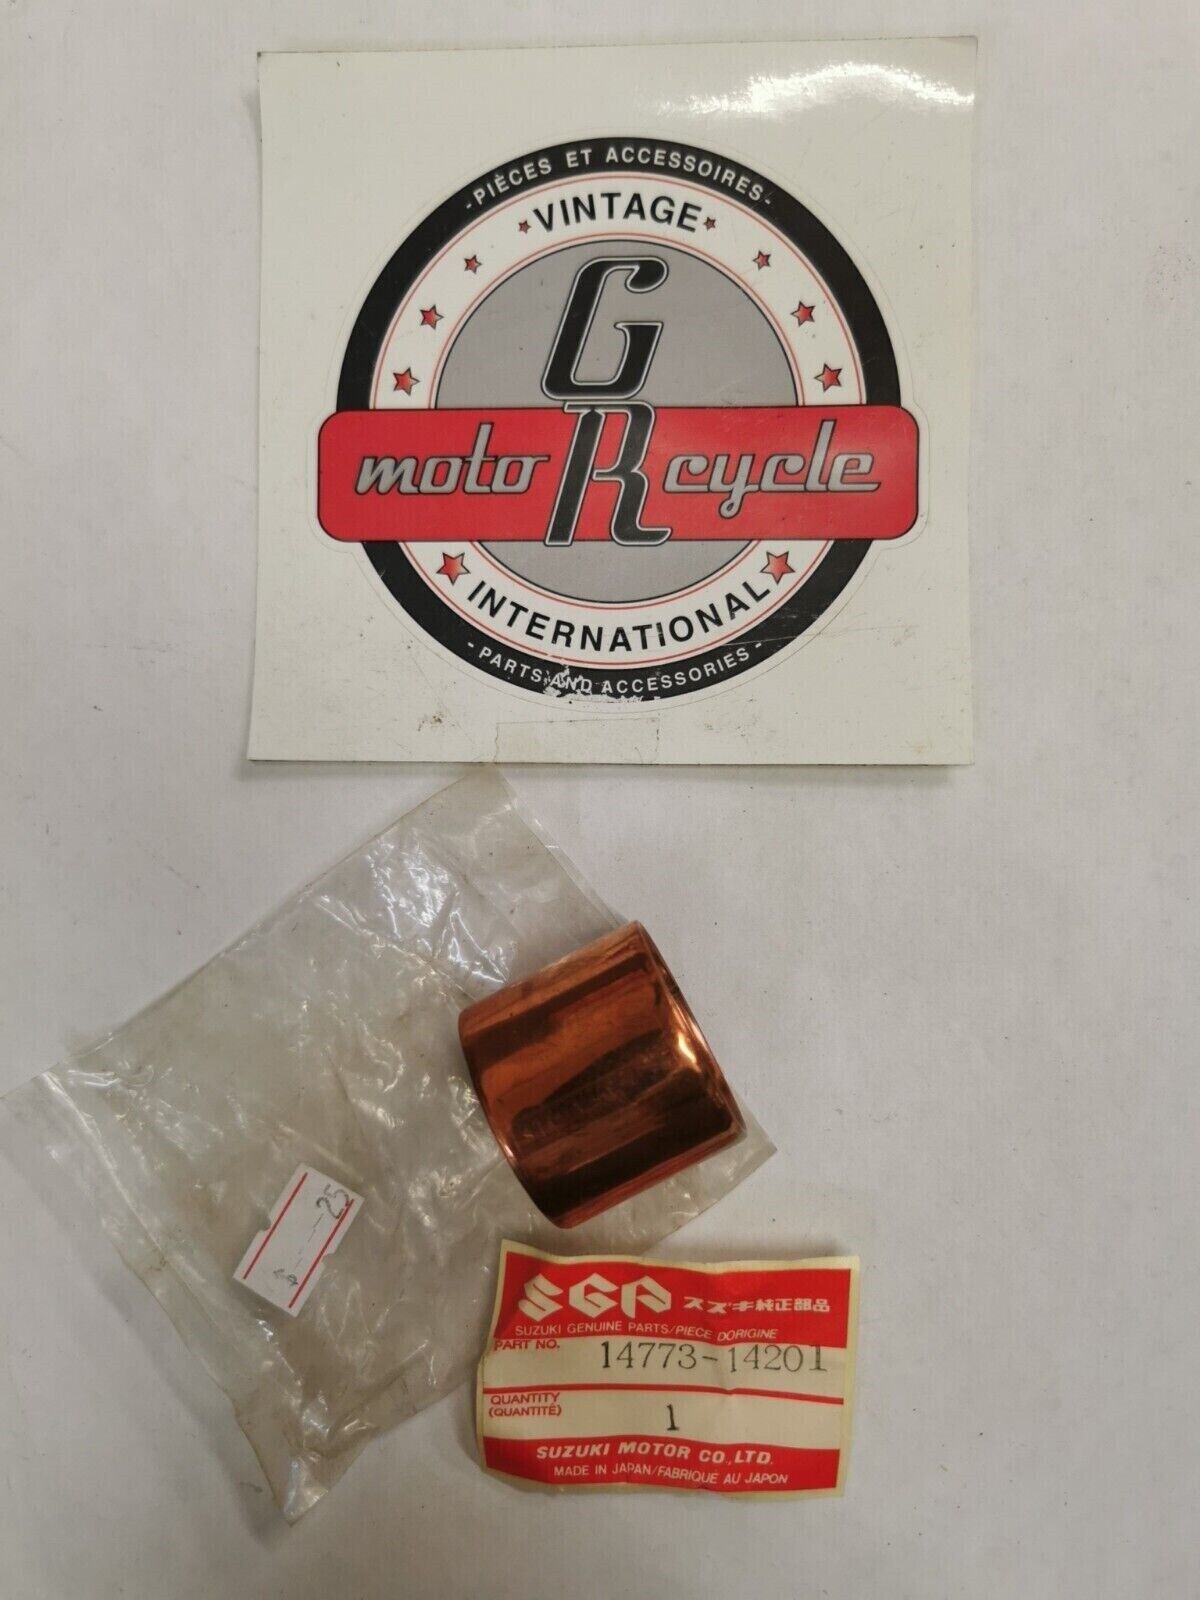 -PIÈCES ET ACCESSOIRES-
VINTAGE
GR
motorcycle
INTERNATIONAL
-PARTS AND ACCESSORIES-
25
SGP スズキ純正部品
SUZUKI GENUINE PARTS/PIECE DORIGINE
PART NO. 14773-14201
QUANTITY
(QUANTITÉ) 1
SUZUKI MOTOR CO.,LTD.
MADE IN JAPAN/FABRIQUE AU JAPON